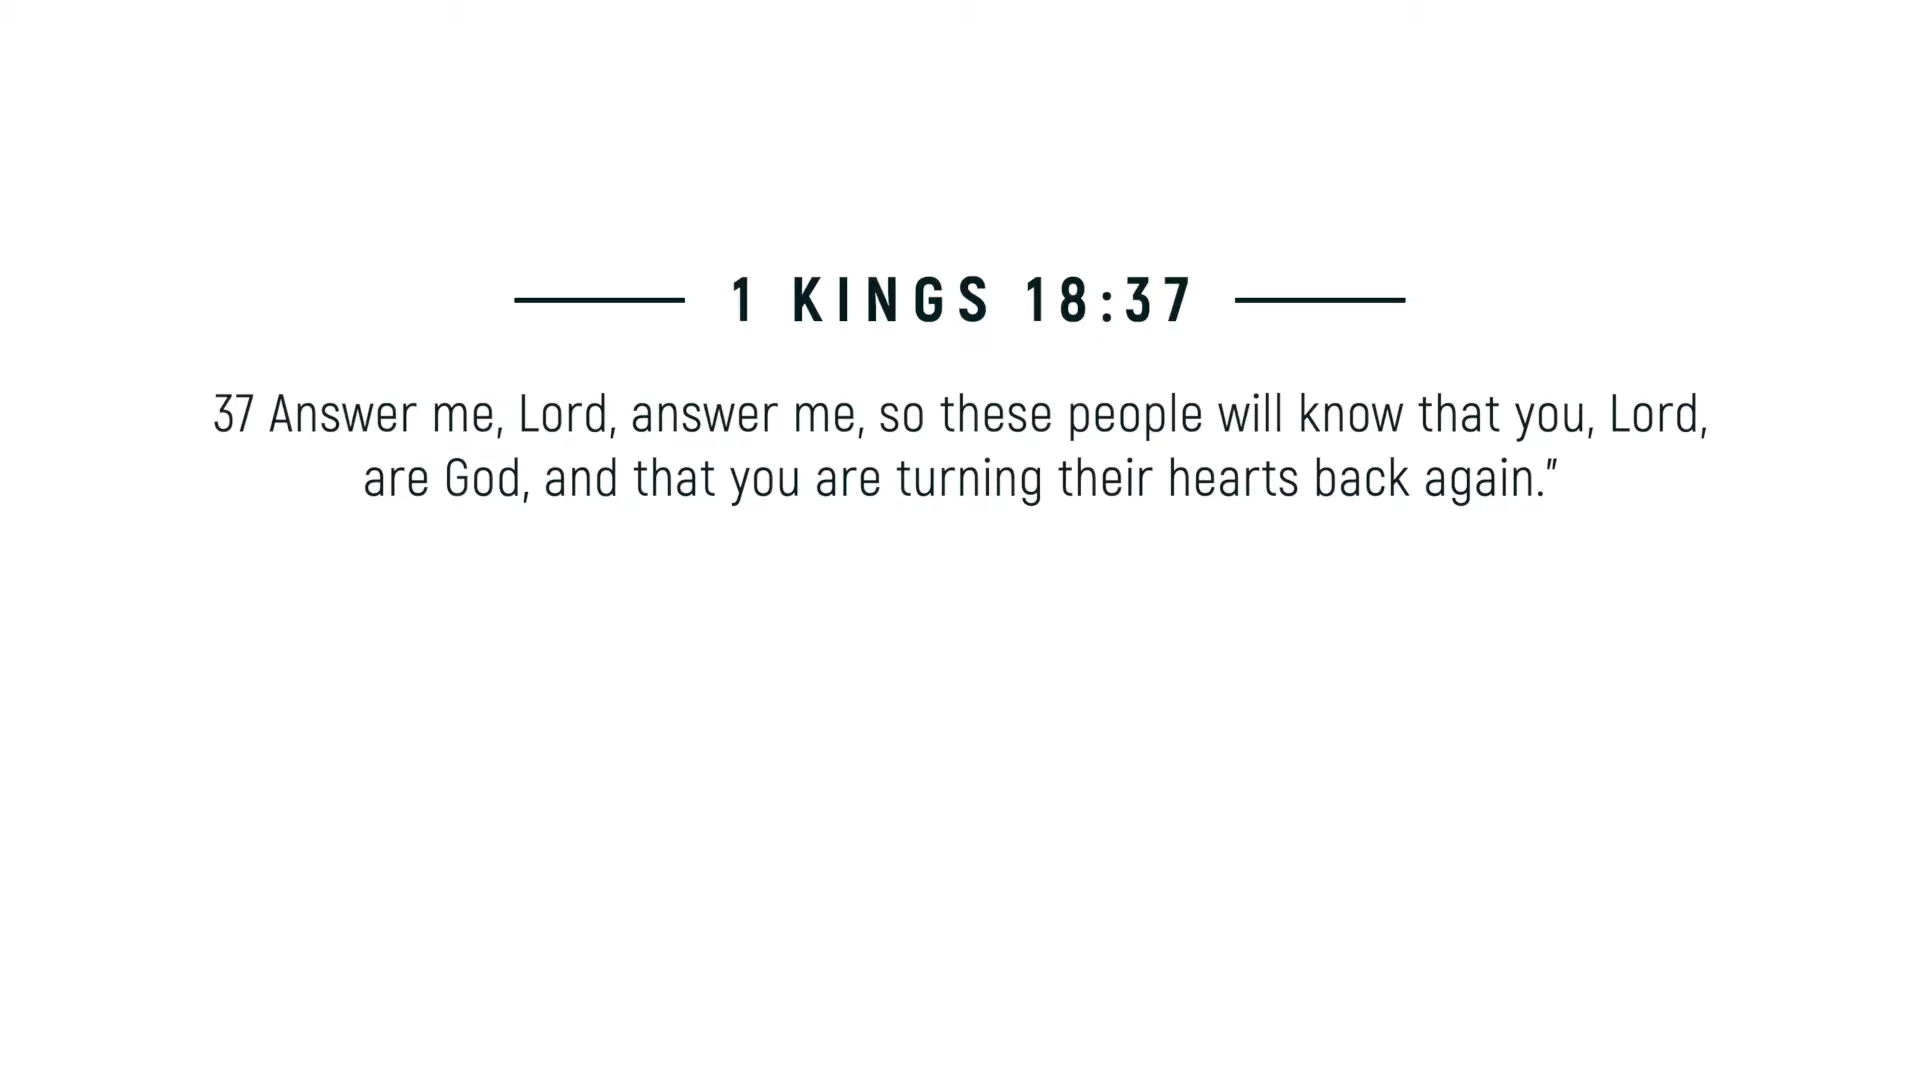 1 KINGS 18:37
37 Answer me, Lord, answer me, so these people will know that you, Lord,
are God, and that you are turning their hearts back again.”